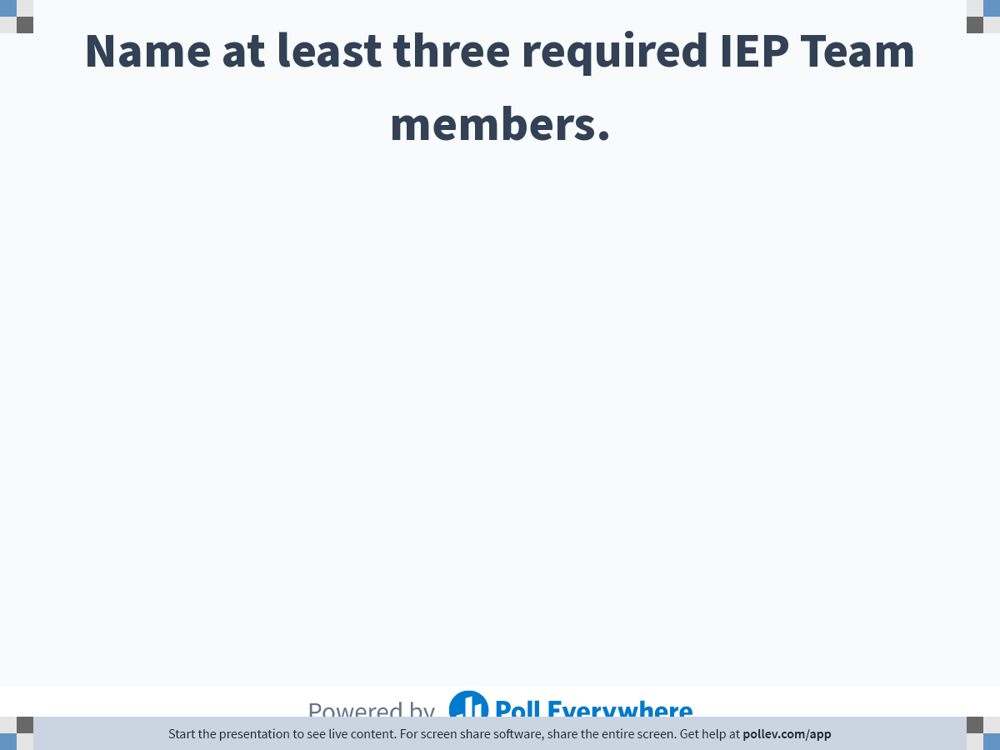 Name at least three required IEP Team
members.
Powered by Poll Everywhere
Start the presentation to see live content. For screen share software, share the entire screen. Get help at pollev.com/app